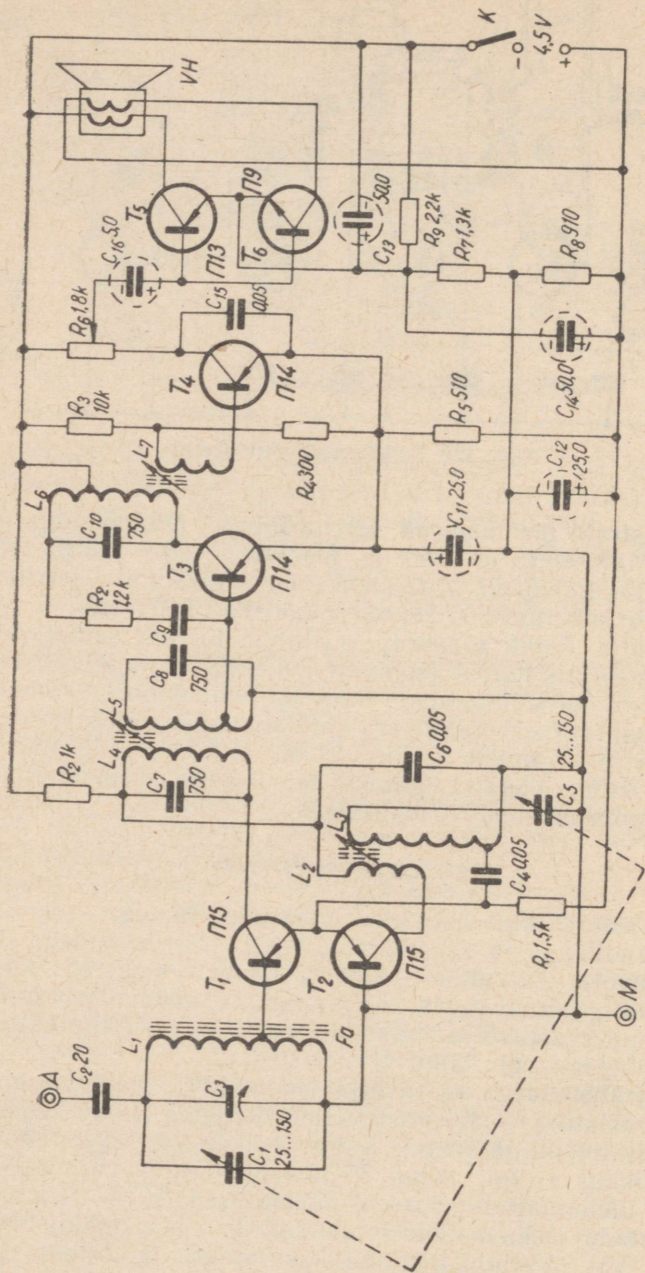 A
C₂ 20
L₁
C₃
C₁
25...150
Fa
T₁
П15
T₂
П15
M
R₂ 1k
C₇
750
L₄
L₅
C₈
750
R₂
1,2k
C₉
L₂
L₃
C₄ 0,05
R₁ 1,5k
C₆ 0,05
25...150
C₅
L₆
C₁₀
750
T₃
П14
L₇
R₃
10k
R₄ 300
C₁₁ 25,0
R₅ 510
R₆ 1,8k
T₄
П14
C₁₅
0,05
C₁₆ 5,0
T₅
П13
T₆
П9
VH
C₁₃
50,0
R₉ 2,2k
R₇ 1,3k
R₈ 910
C₁₄ 50,0
C₁₂
25,0
K
−
4,5V
+